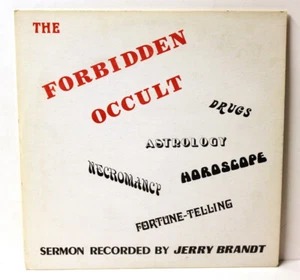 THE
FORBIDDEN
OCCULT
DRUGS
ASTROLOGY
NECROMANCY
HOROSCOPE
FORTUNE-TELLING
SERMON RECORDED BY JERRY BRANDT